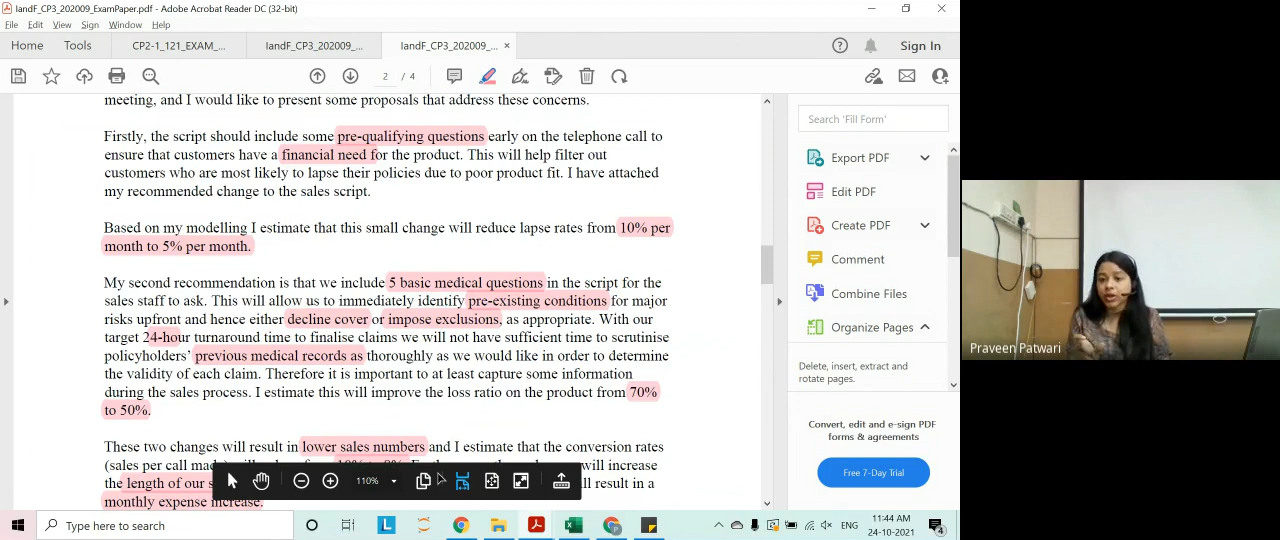 IandF_CP3_202009_ExamPaper.pdf - Adobe Acrobat Reader DC (32-bit)
File Edit View Sign Window Help
Home Tools CP2-1_121_EXAM_... IandF_CP3_202009_... IandF_CP3_202009_... × Sign In
2 / 4
meeting, and I would like to present some proposals that address these concerns.
Firstly, the script should include some pre-qualifying questions early on the telephone call to
ensure that customers have a financial need for the product. This will help filter out
customers who are most likely to lapse their policies due to poor product fit. I have attached
my recommended change to the sales script.
Based on my modelling I estimate that this small change will reduce lapse rates from 10% per
month to 5% per month.
My second recommendation is that we include 5 basic medical questions in the script for the
sales staff to ask. This will allow us to immediately identify pre-existing conditions for major
risks upfront and hence either decline cover or impose exclusions, as appropriate. With our
target 24-hour turnaround time to finalise claims we will not have sufficient time to scrutinise
policyholders' previous medical records as thoroughly as we would like in order to determine
the validity of each claim. Therefore it is important to at least capture some information
during the sales process. I estimate this will improve the loss ratio on the product from 70%
to 50%.
These two changes will result in lower sales numbers and I estimate that the conversion rates
(sales per call made) will increase
the length of our s will result in a
monthly expense increase.
110%
Search 'Fill Form'
Export PDF
Edit PDF
Create PDF
Comment
Combine Files
Organize Pages
Delete, insert, extract and
rotate pages.
Convert, edit and e-sign PDF
forms & agreements
Free 7-Day Trial
Praveen Patwari
Type here to search
L
ENG
11:44 AM
24-10-2021
4